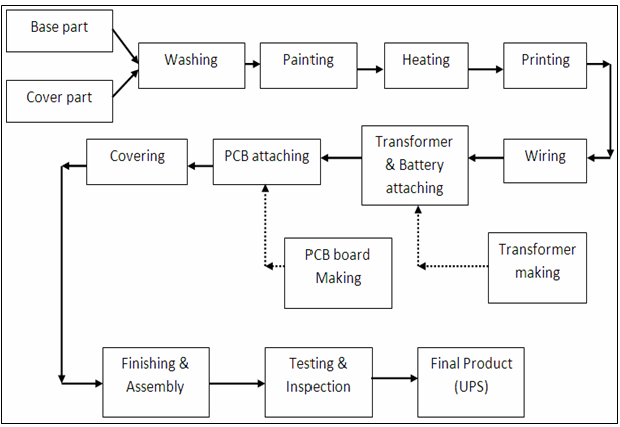 Base part
Cover part
Washing
Painting
Heating
Printing
Covering
PCB attaching
Transformer
& Battery
attaching
Wiring
PCB board
Making
Transformer
making
Finishing &
Assembly
Testing &
Inspection
Final Product
(UPS)